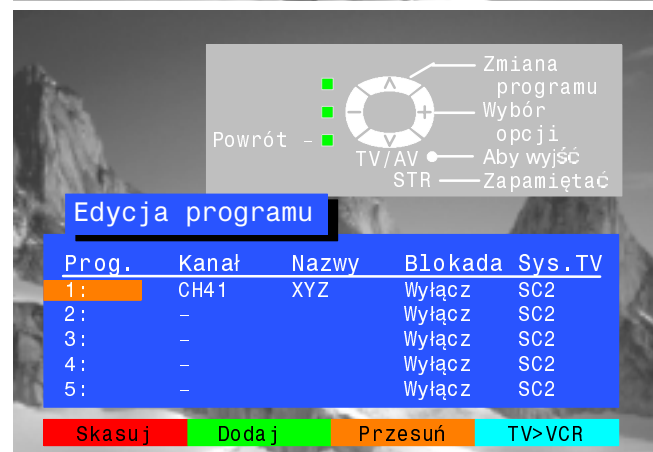 Zmiana
programu
Wybór
opcji
Powrót –
TV/AV Aby wyjść
STR Zapamiętać
Edycja programu
Prog. Kanał Nazwy Blokada Sys.TV
1: CH41 XYZ Wyłącz SC2
2: – Wyłącz SC2
3: – Wyłącz SC2
4: – Wyłącz SC2
5: – Wyłącz SC2
Skasuj Dodaj Przesuń TV>VCR